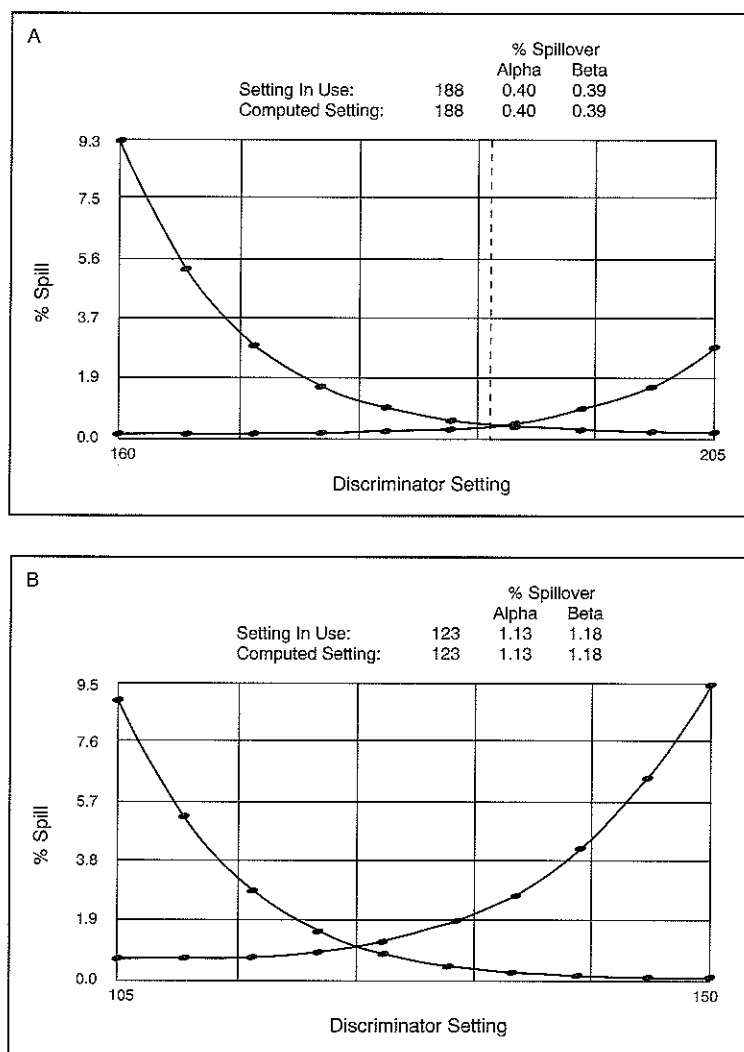 A
% Spillover
Alpha Beta
Setting In Use: 188 0.40 0.39
Computed Setting: 188 0.40 0.39
9.3
7.5
5.6
3.7
1.9
0.0
% Spill
160 205
Discriminator Setting
B
% Spillover
Alpha Beta
Setting In Use: 123 1.13 1.18
Computed Setting: 123 1.13 1.18
9.5
7.6
5.7
3.8
1.9
0.0
% Spill
105 150
Discriminator Setting